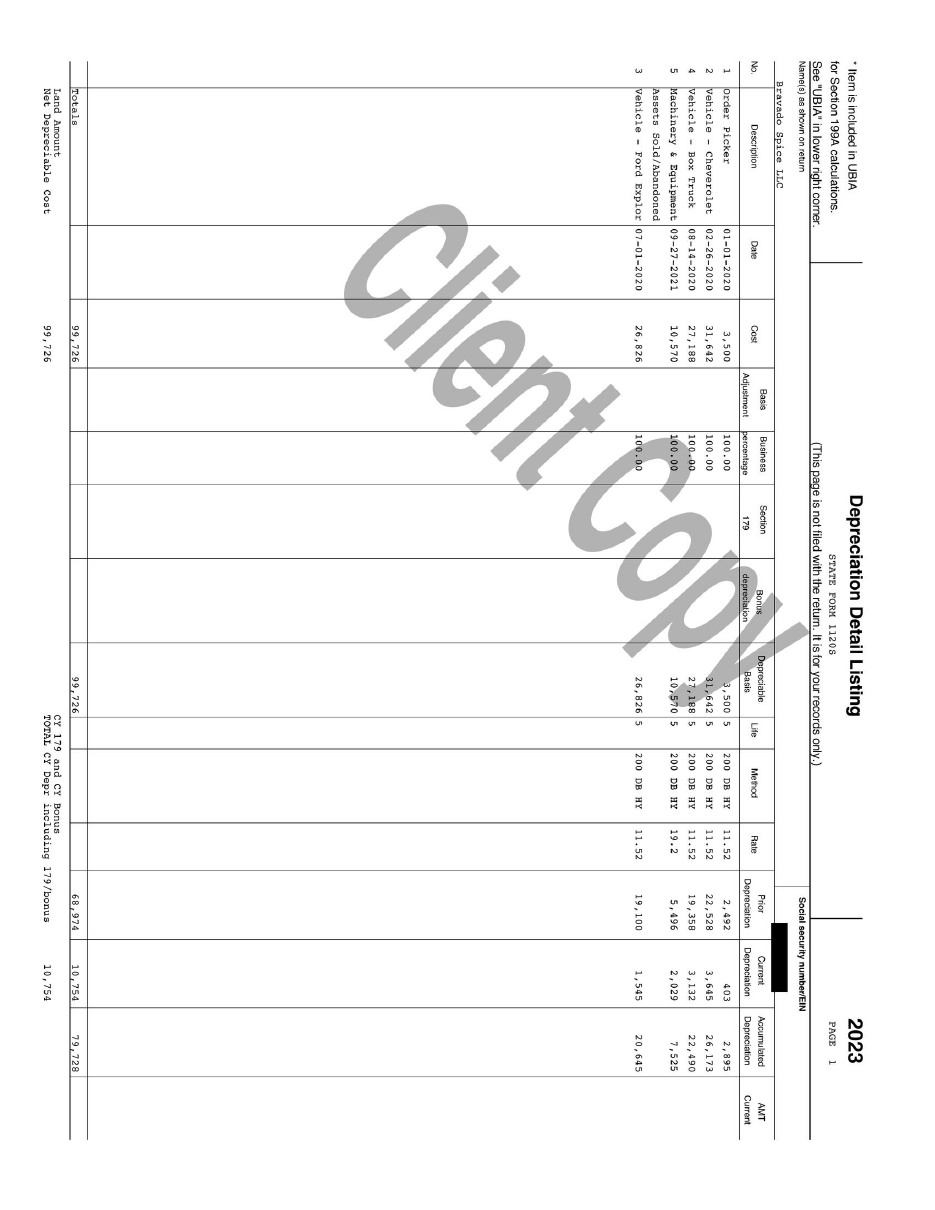 * Item is included in UBIA
for Section 199A calculations.
See "UBIA" in lower right corner.
Depreciation Detail Listing
STATE FORM 1120S
(This page is not filed with the return. It is for your records only.)
2023
PAGE 1
Name(s) as shown on return
Social security number/EIN
Bravado Spice LLC
No. Description Date Cost Basis Adjustment Business percentage Section 179 Bonus depreciation Depreciable Basis Life Method Rate Prior Depreciation Current Depreciation Accumulated Depreciation AMT Current
1 Order Picker 01-01-2020 3,500 100.00 3,500 5 200 DB HY 11.52 2,492 403 2,895
2 Vehicle - Cheverolet 02-26-2020 31,642 100.00 31,642 5 200 DB HY 11.52 22,528 3,645 26,173
4 Vehicle - Box Truck 08-14-2020 27,188 100.00 27,188 5 200 DB HY 11.52 19,358 3,132 22,490
5 Machinery & Equipment 09-27-2021 10,570 100.00 10,570 5 200 DB HY 19.2 5,496 2,029 7,525
Assets Sold/Abandoned
3 Vehicle - Ford Explor 07-01-2020 26,826 100.00 26,826 5 200 DB HY 11.52 19,100 1,545 20,645
Totals 99,726 99,726 68,974 10,754 79,728
Land Amount CY 179 and CY Bonus
Net Depreciable Cost 99,726 TOTAL CY Depr including 179/bonus 10,754
Client Copy